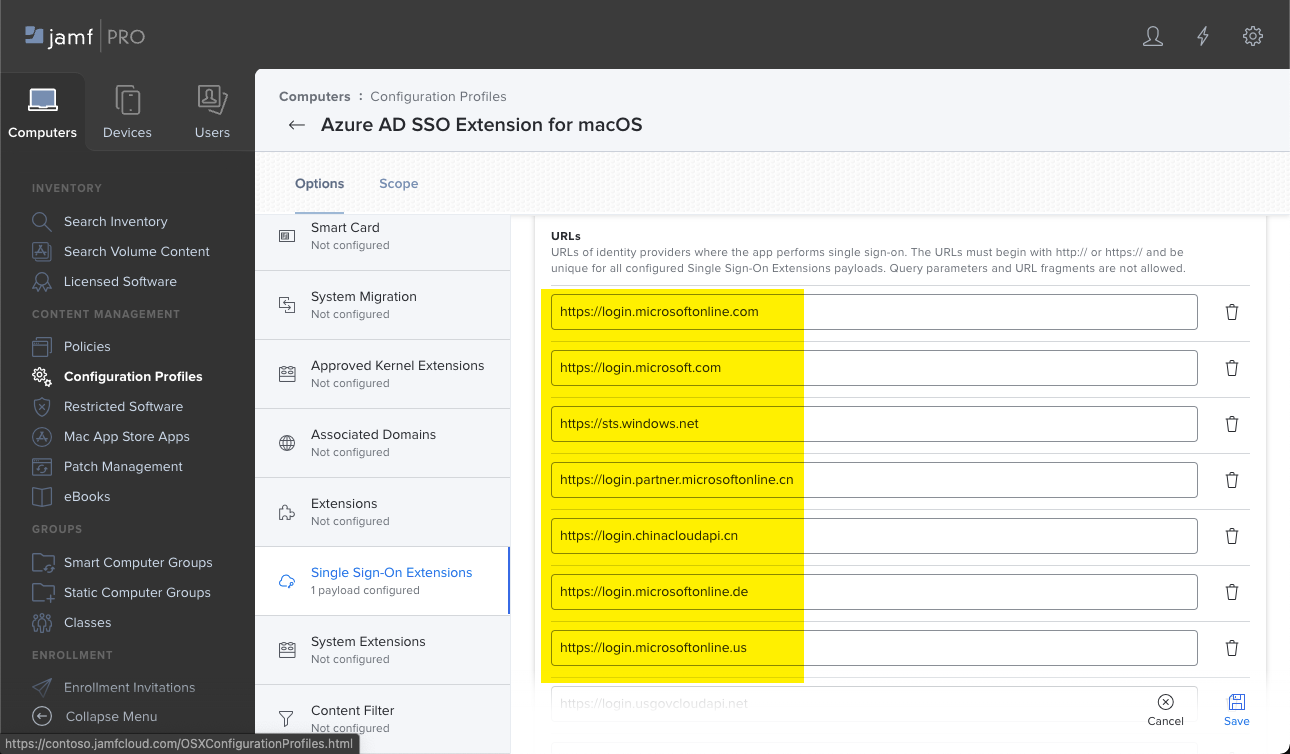 jamf PRO
Computers
Devices
Users
INVENTORY
Search Inventory
Search Volume Content
Licensed Software
CONTENT MANAGEMENT
Policies
Configuration Profiles
Restricted Software
Mac App Store Apps
Patch Management
eBooks
GROUPS
Smart Computer Groups
Static Computer Groups
Classes
ENROLLMENT
Enrollment Invitations
Collapse Menu
https://contoso.jamfcloud.com/OSXConfigurationProfiles.html
Computers : Configuration Profiles
← Azure AD SSO Extension for macOS
Options
Scope
Smart Card
Not configured
System Migration
Not configured
Approved Kernel Extensions
Not configured
Associated Domains
Not configured
Extensions
Not configured
Single Sign-On Extensions
1 payload configured
System Extensions
Not configured
Content Filter
Not configured
URLs
URLs of identity providers where the app performs single sign-on. The URLs must begin with http:// or https:// and be
unique for all configured Single Sign-On Extensions payloads. Query parameters and URL fragments are not allowed.
https://login.microsoftonline.com
https://login.microsoft.com
https://sts.windows.net
https://login.partner.microsoftonline.cn
https://login.chinacloudapi.cn
https://login.microsoftonline.de
https://login.microsoftonline.us
https://login.usgovcloudapi.net
Cancel
Save